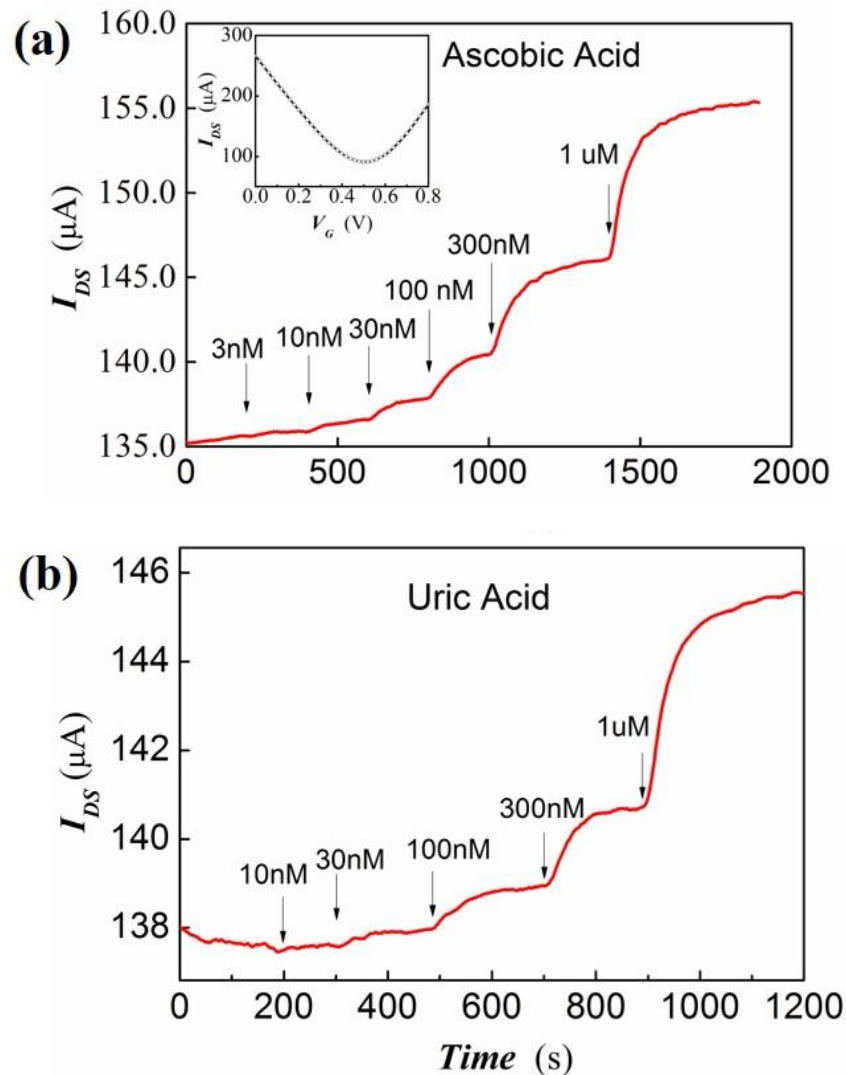 (a)
Ascobic Acid
160.0
155.0
150.0
145.0
140.0
135.0
I_DS (μA)
300
200
100
I_DS (μA)
0.0 0.2 0.4 0.6 0.8
V_G (V)
3nM
10nM
30nM
100 nM
300nM
1 uM
0 500 1000 1500 2000
(b)
Uric Acid
146
144
142
140
138
I_DS (μA)
10nM
30nM
100nM
300nM
1uM
0 200 400 600 800 1000 1200
Time (s)